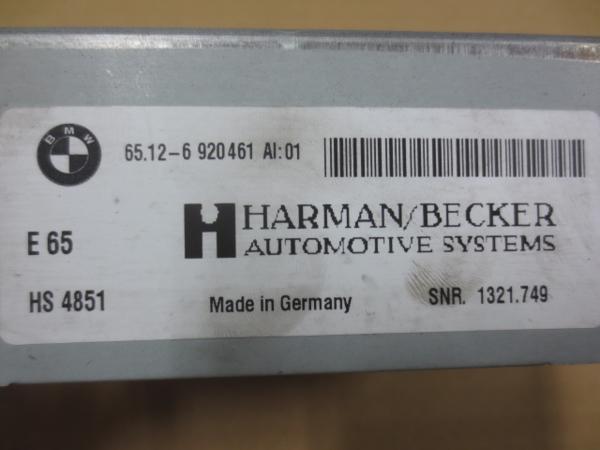 BMW
65.12-6 920461 AI:01
HARMAN/BECKER
AUTOMOTIVE SYSTEMS
E 65
HS 4851
Made in Germany
SNR. 1321.749